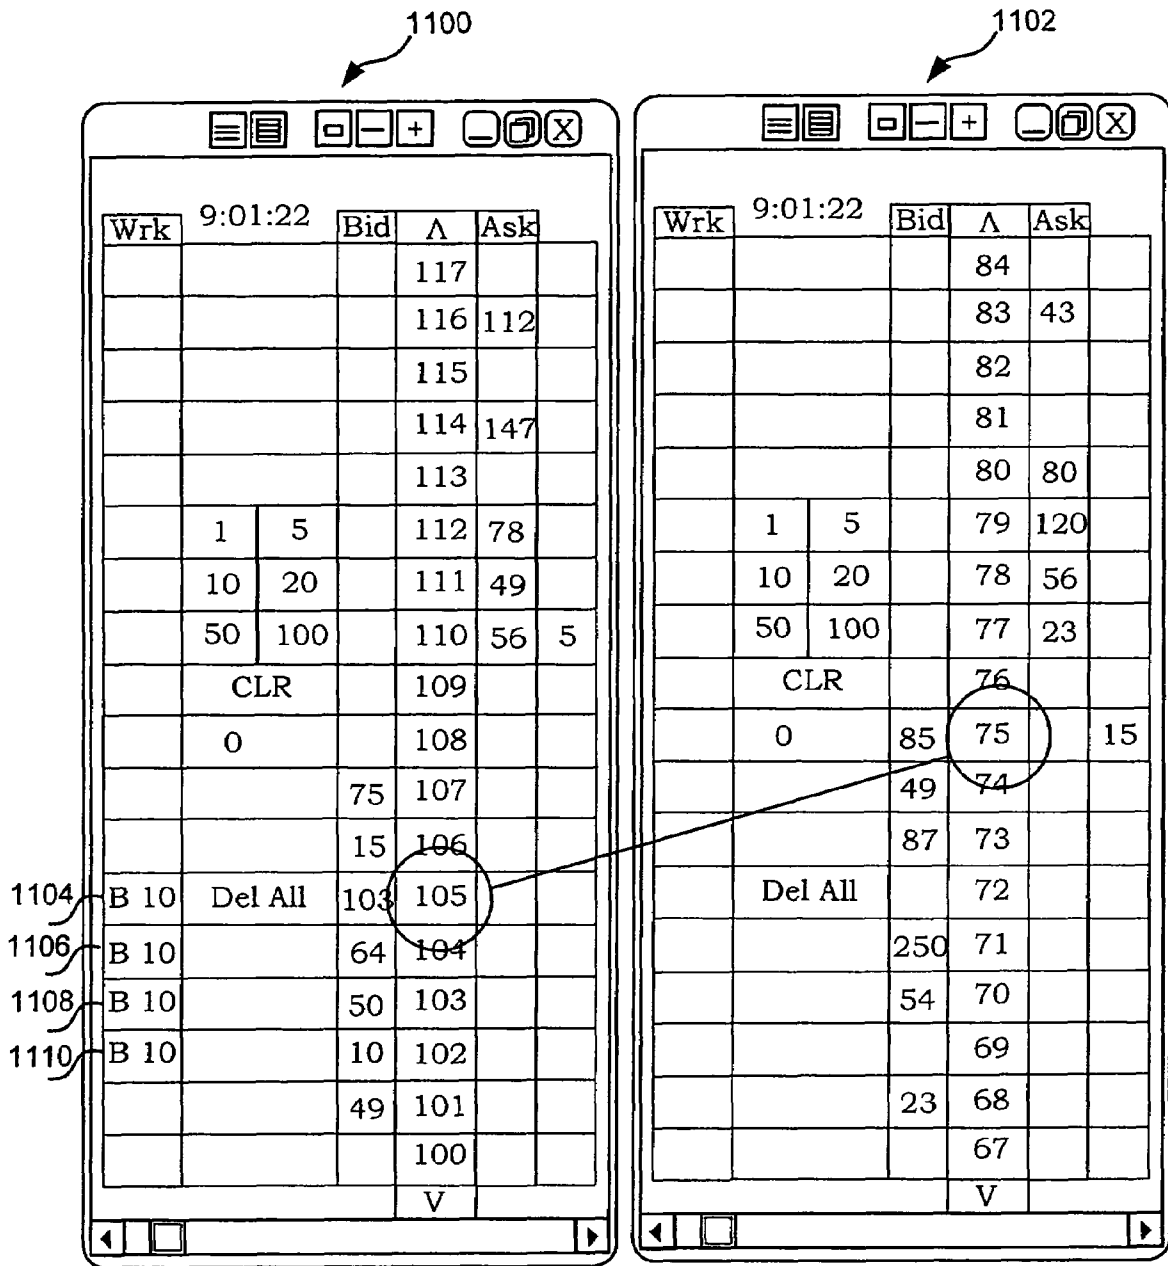 1100
1102
+ X
+ X
Wrk 9:01:22 Bid Λ Ask
117
116 112
115
114 147
113
1 5 112 78
10 20 111 49
50 100 110 56 5
CLR 109
0 108
75 107
15 106
1104 B 10 Del All 103 105
1106 B 10 64 104
1108 B 10 50 103
1110 B 10 10 102
49 101
100
V
Wrk 9:01:22 Bid Λ Ask
84
83 43
82
81
80 80
1 5 79 120
10 20 78 56
50 100 77 23
CLR 76
0 85 75 15
49 74
87 73
Del All 72
250 71
54 70
69
23 68
67
V